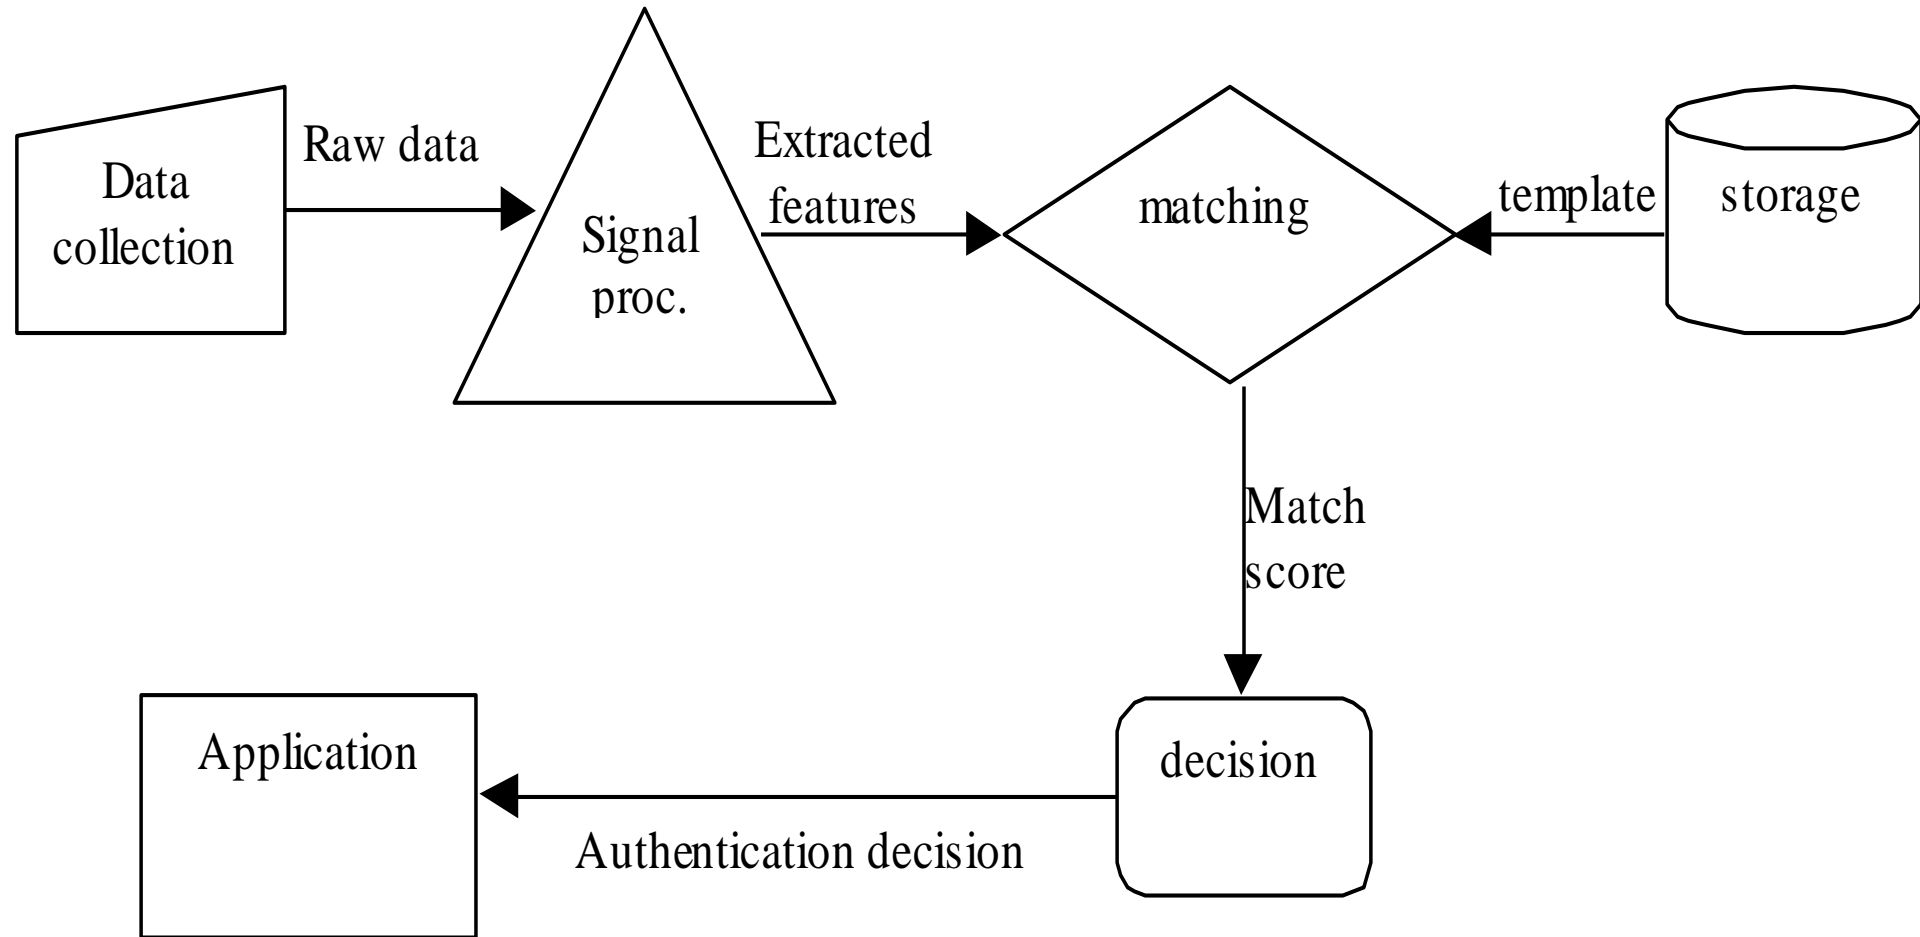 Data
collection
Raw data
Signal
proc.
Extracted
features
matching
template
storage
Match
score
decision
Authentication decision
Application